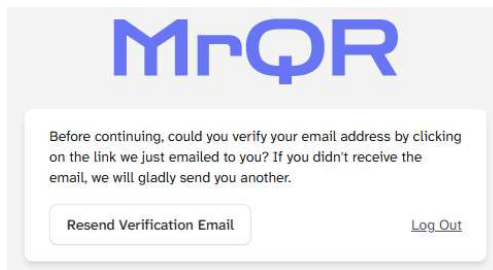 MrQR
Before continuing, could you verify your email address by clicking
on the link we just emailed to you? If you didn't receive the
email, we will gladly send you another.
Resend Verification Email
Log Out